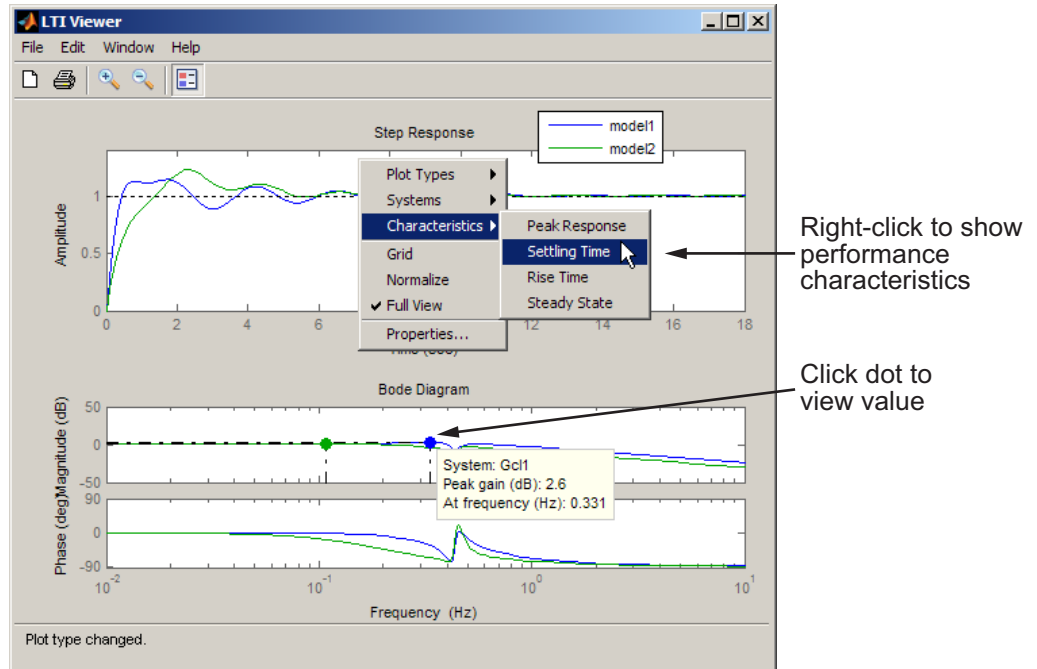 LTI Viewer
File Edit Window Help
Step Response
model1
model2
Amplitude
1
0.5
0
0 2 4 6 12 14 16 18
Plot Types
Systems
Characteristics
Grid
Normalize
Full View
Properties...
Peak Response
Settling Time
Rise Time
Steady State
Right-click to show
performance
characteristics
Bode Diagram
Click dot to
view value
Magnitude (dB)
50
0
-50
System: Gcl1
Peak gain (dB): 2.6
At frequency (Hz): 0.331
Phase (deg)
90
0
-90
10^-2 10^-1 10^0 10^1
Frequency (Hz)
Plot type changed.